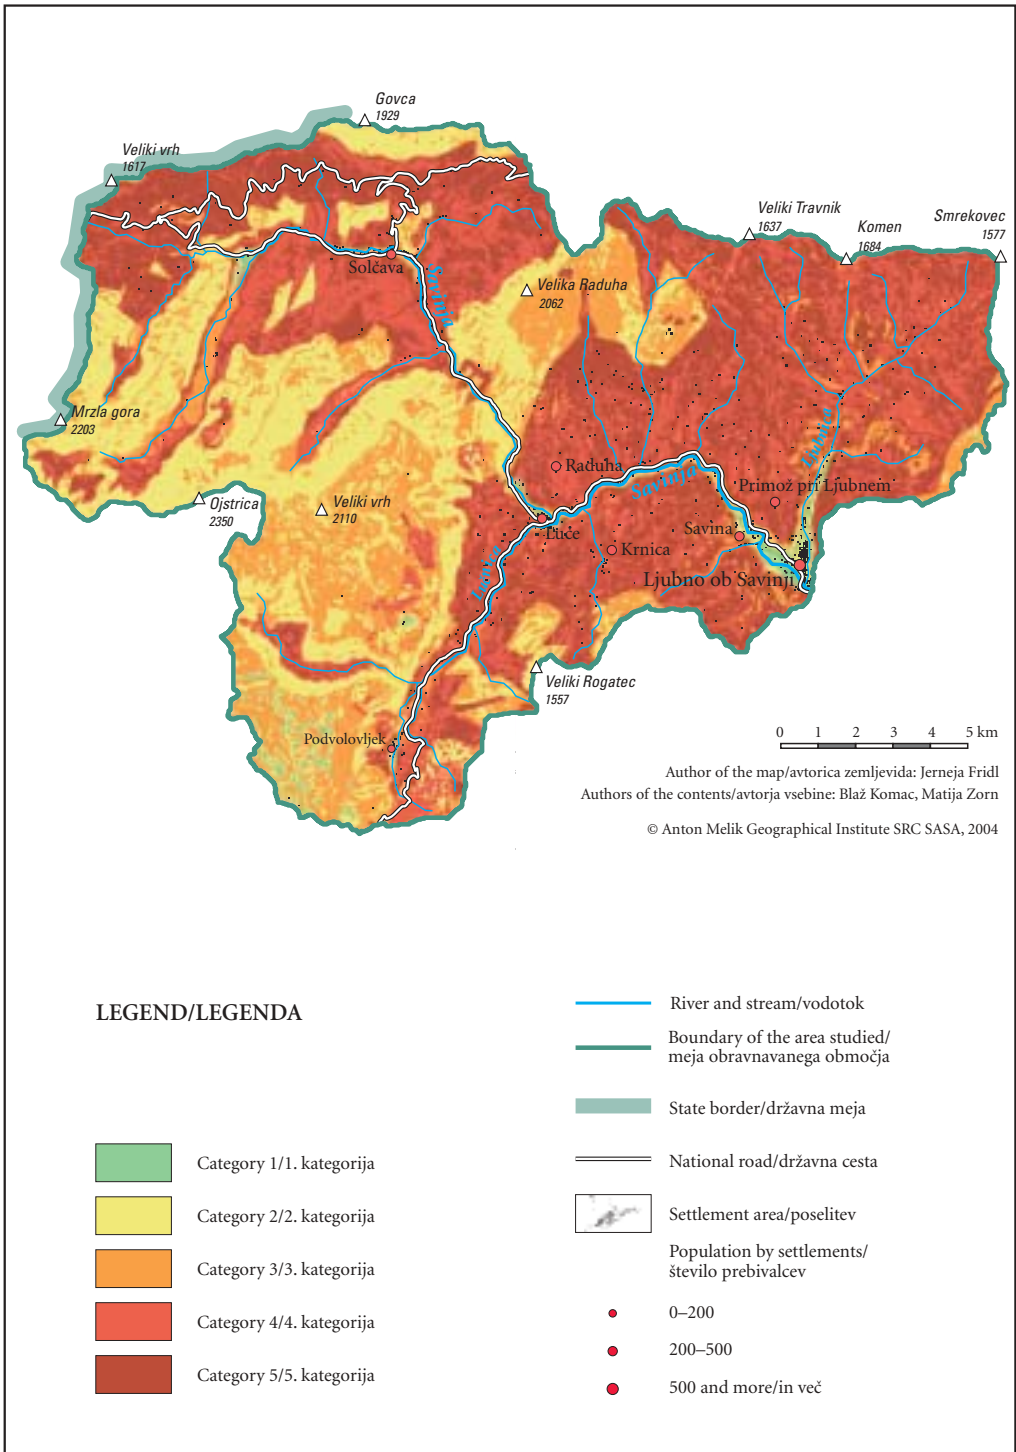 Govca
1929
Veliki vrh
1617
Veliki Travnik
1637
Komen
1684
Smrekovec
1577
Solčava
Savinja
Velika Raduha
2062
Mrzla gora
2203
Ojstrica
2350
Veliki vrh
2110
Raduha
Savinja
Ljubnica
Primož pri Ljubnem
Luče
Savina
Krnica
Lučnica
Ljubno ob Savinji
Veliki Rogatec
1557
Podvolovljek
0 1 2 3 4 5 km
Author of the map/avtorica zemljevida: Jerneja Fridl
Authors of the contents/avtorja vsebine: Blaž Komac, Matija Zorn
© Anton Melik Geographical Institute SRC SASA, 2004
LEGEND/LEGENDA
Category 1/1. kategorija
Category 2/2. kategorija
Category 3/3. kategorija
Category 4/4. kategorija
Category 5/5. kategorija
River and stream/vodotok
Boundary of the area studied/
meja obravnavanega območja
State border/državna meja
National road/državna cesta
Settlement area/poselitev
Population by settlements/
število prebivalcev
0–200
200–500
500 and more/in več